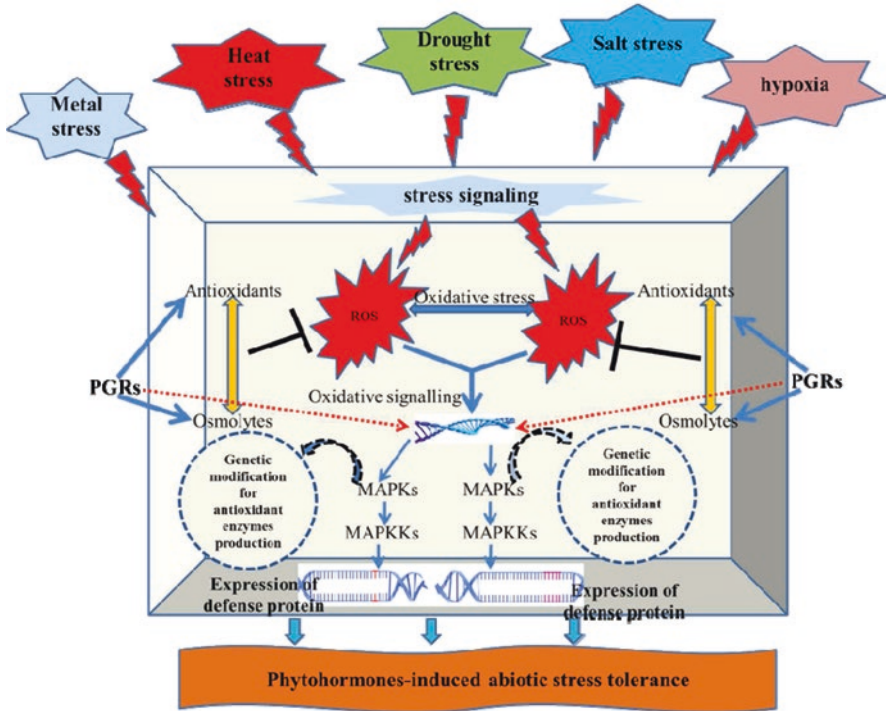 Metal
stress
Heat
stress
Drought
stress
Salt stress
hypoxia
stress signaling
Antioxidants
ROS
Oxidative stress
ROS
Antioxidants
PGRs
PGRs
Oxidative signalling
Osmolytes
Osmolytes
Genetic
modification
for
antioxidant
enzymes
production
MAPKs
MAPKs
Genetic
modification
for
antioxidant
enzymes
production
MAPKKs
MAPKKs
Expression of
defense protein
Expression of
defense protein
Phytohormones-induced abiotic stress tolerance